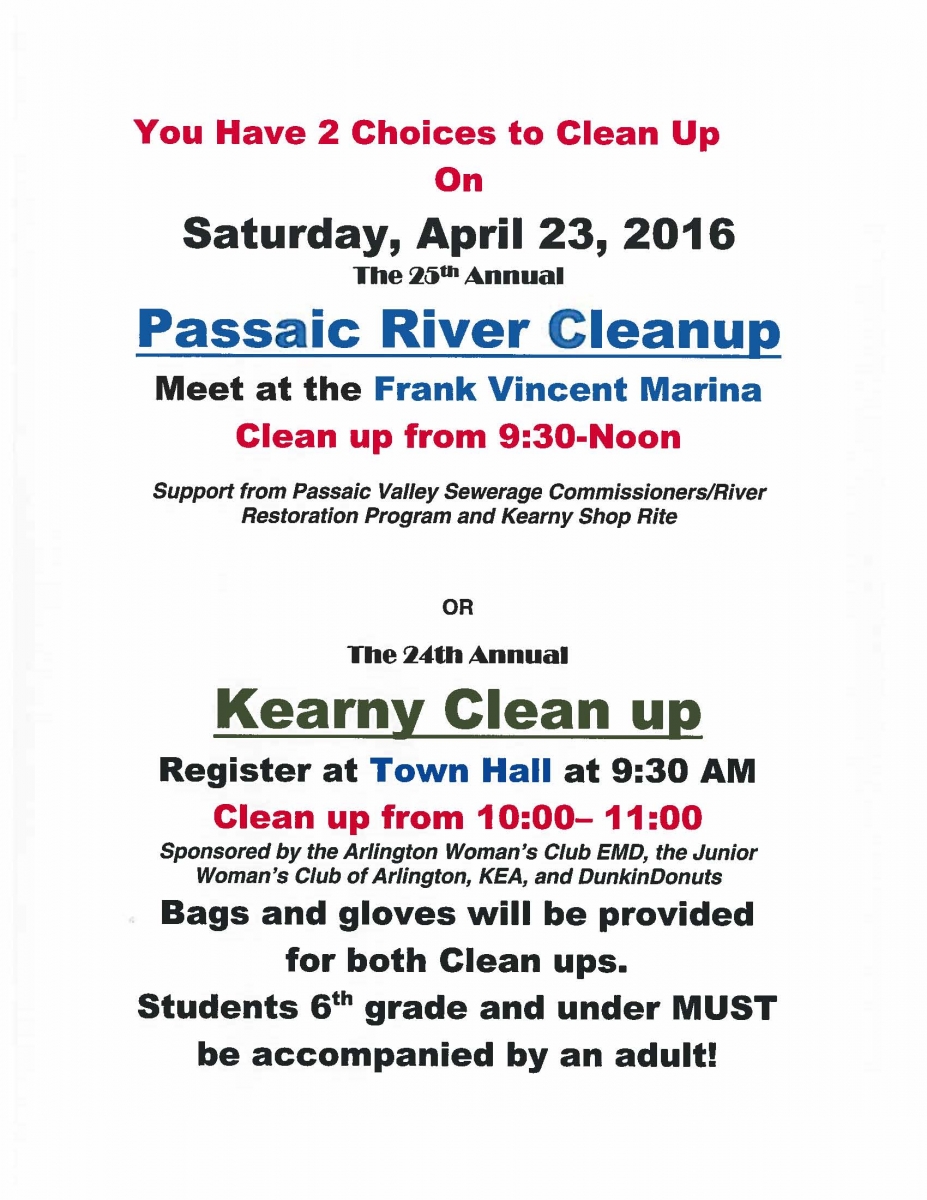 You Have 2 Choices to Clean Up
On
Saturday, April 23, 2016
The 25th Annual
Passaic River Cleanup
Meet at the Frank Vincent Marina
Clean up from 9:30-Noon
Support from Passaic Valley Sewerage Commissioners/River
Restoration Program and Kearny Shop Rite
OR
The 24th Annual
Kearny Clean up
Register at Town Hall at 9:30 AM
Clean up from 10:00– 11:00
Sponsored by the Arlington Woman's Club EMD, the Junior
Woman's Club of Arlington, KEA, and DunkinDonuts
Bags and gloves will be provided
for both Clean ups.
Students 6th grade and under MUST
be accompanied by an adult!